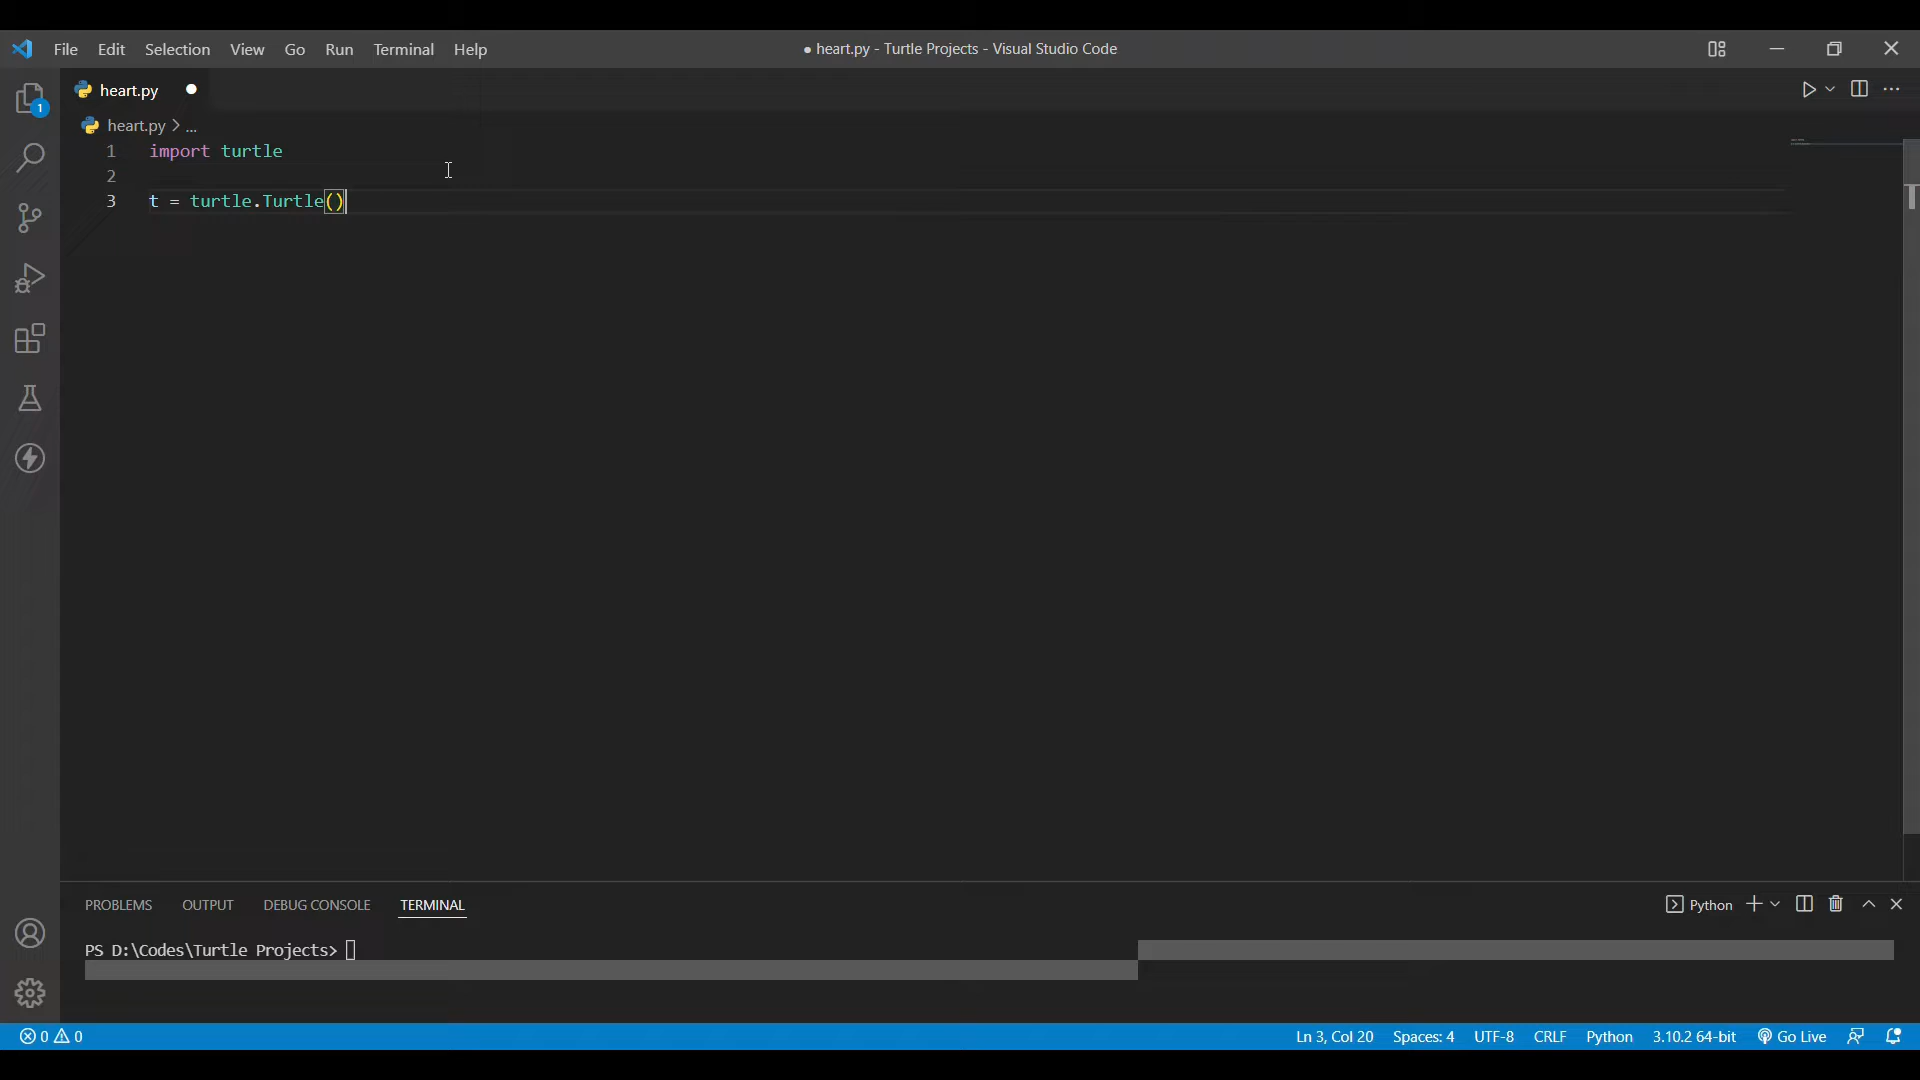 File Edit Selection View Go Run Terminal Help
● heart.py - Turtle Projects - Visual Studio Code
heart.py ●
1
heart.py > ...
1 import turtle
2
3 t = turtle.Turtle()
PROBLEMS OUTPUT DEBUG CONSOLE TERMINAL
Python
PS D:\Codes\Turtle Projects>
0 0
Ln 3, Col 20 Spaces: 4 UTF-8 CRLF Python 3.10.2 64-bit Go Live